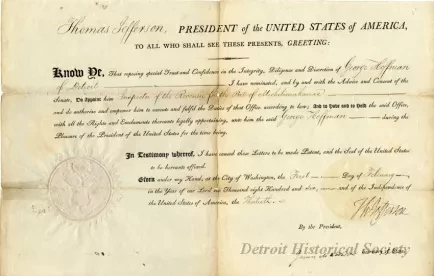 Thomas Jefferson, PRESIDENT of the UNITED STATES of AMERICA,
TO ALL WHO SHALL SEE THESE PRESENTS, GREETING:
Know Ye, That reposing special Trust and Confidence in the Integrity, Diligence and Discretion of George Hoffman
of Detroit I have nominated, and by and with the Advice and Consent of the
Senate, Do Appoint him Inspector of the Revenue for the Port of Michilimakinac
and do authorize and empower him to execute and fulfil the Duties of that Office according to law; And to Have and to Hold the said Office,
with all the Rights and Emoluments thereunto legally appertaining, unto him the said George Hoffman during the
Pleasure of the President of the United States for the time being.
In Testimony whereof, I have caused these Letters to be made Patent, and the Seal of the United States
to be hereunto affixed.
Given under my Hand, at the City of Washington, the First Day of February
in the Year of our Lord one Thousand eight Hundred and six, and of the Independence of the
United States of America, the Thirtieth.
Th Jefferson
By the President,
James Madison Secretary of State.
Detroit Historical Society